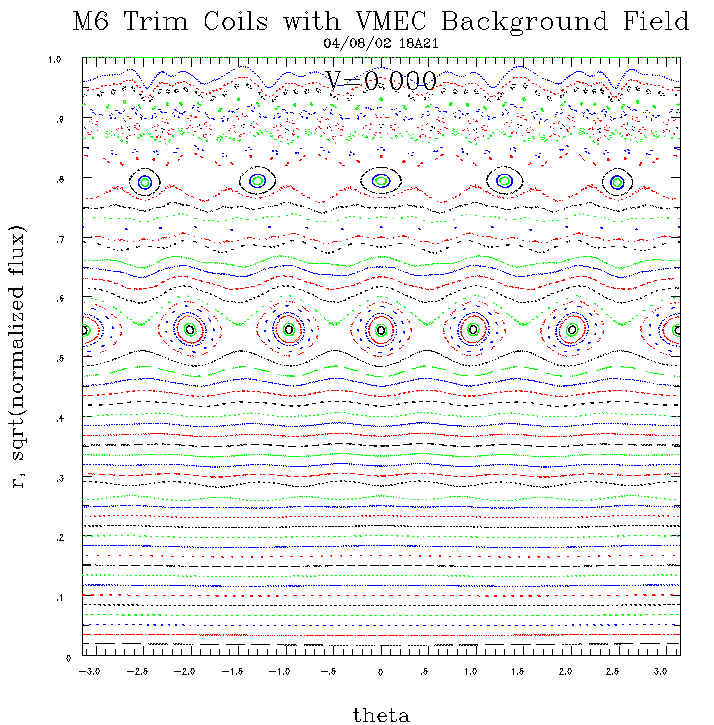 M6 Trim Coils with VMEC Background Field
04/08/02 18A21
V=0.000
1.0
.9
.8
.7
.6
.5
.4
.3
.2
.1
0
r, sqrt(normalized flux)
-3.0 -2.5 -2.0 -1.5 -1.0 -.5 0 .5 1.0 1.5 2.0 2.5 3.0
theta